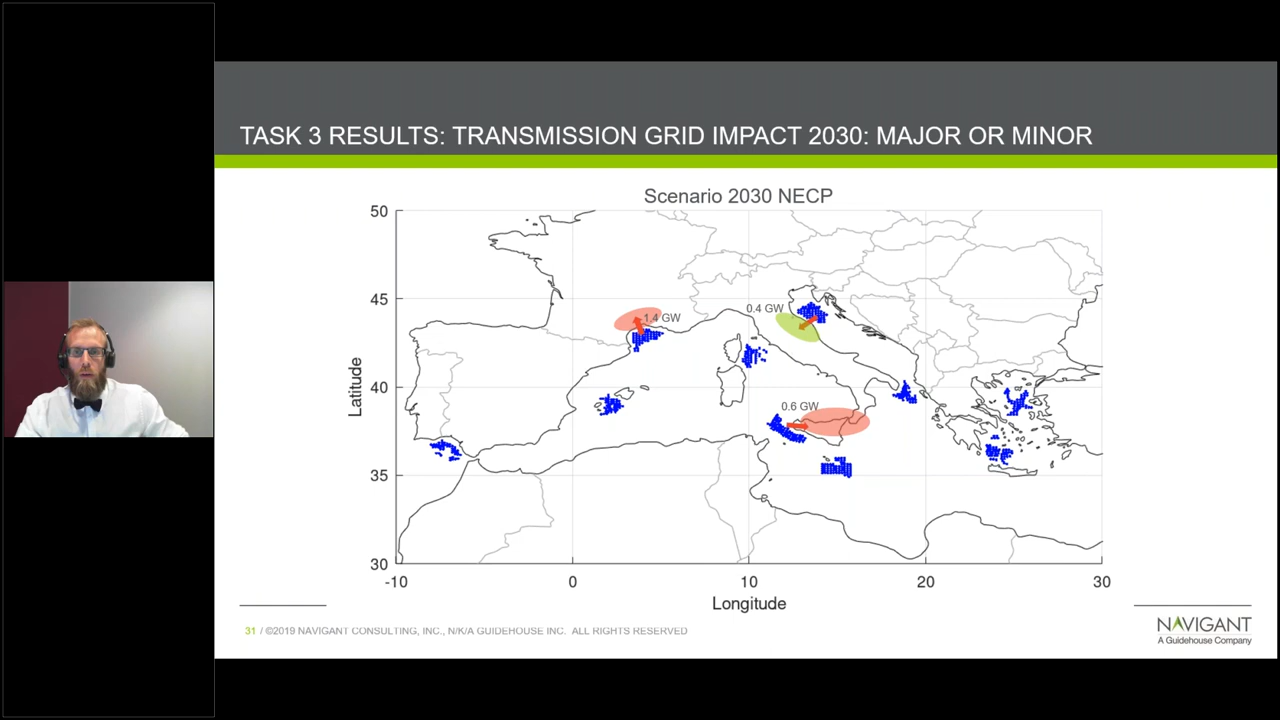 TASK 3 RESULTS: TRANSMISSION GRID IMPACT 2030: MAJOR OR MINOR
Scenario 2030 NECP
50
45
40
35
30
Latitude
1.4 GW
0.4 GW
0.6 GW
-10
0
10
20
30
Longitude
31 / ©2019 NAVIGANT CONSULTING, INC., N/K/A GUIDEHOUSE INC. ALL RIGHTS RESERVED
NAVIGANT
A Guidehouse Company